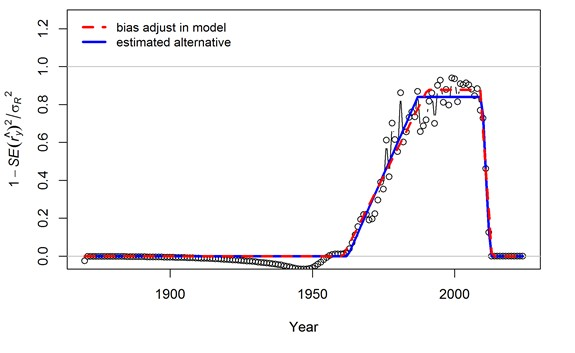 bias adjust in model
estimated alternative
1.2
1.0
0.8
0.6
0.4
0.2
0.0
1 − SE(r̂y)²/σR²
1900 1950 2000
Year